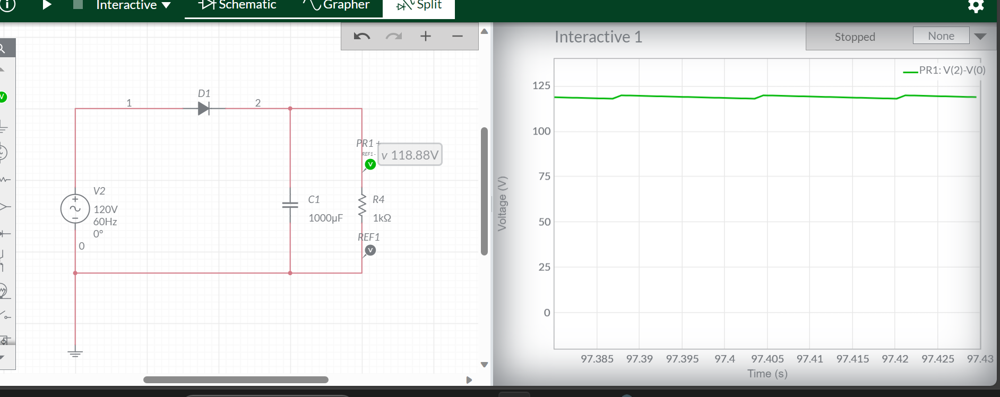 i
Interactive
Schematic
Grapher
Split
V
1
D1
2
PR1 +
REF1 -
V
v 118.88V
V2
120V
60Hz
0°
0
C1
1000µF
R4
1kΩ
REF1
V
Interactive 1
Stopped
None
PR1: V(2)-V(0)
125
100
75
50
25
0
Voltage (V)
97.385 97.39 97.395 97.4 97.405 97.41 97.415 97.42 97.425 97.43
Time (s)